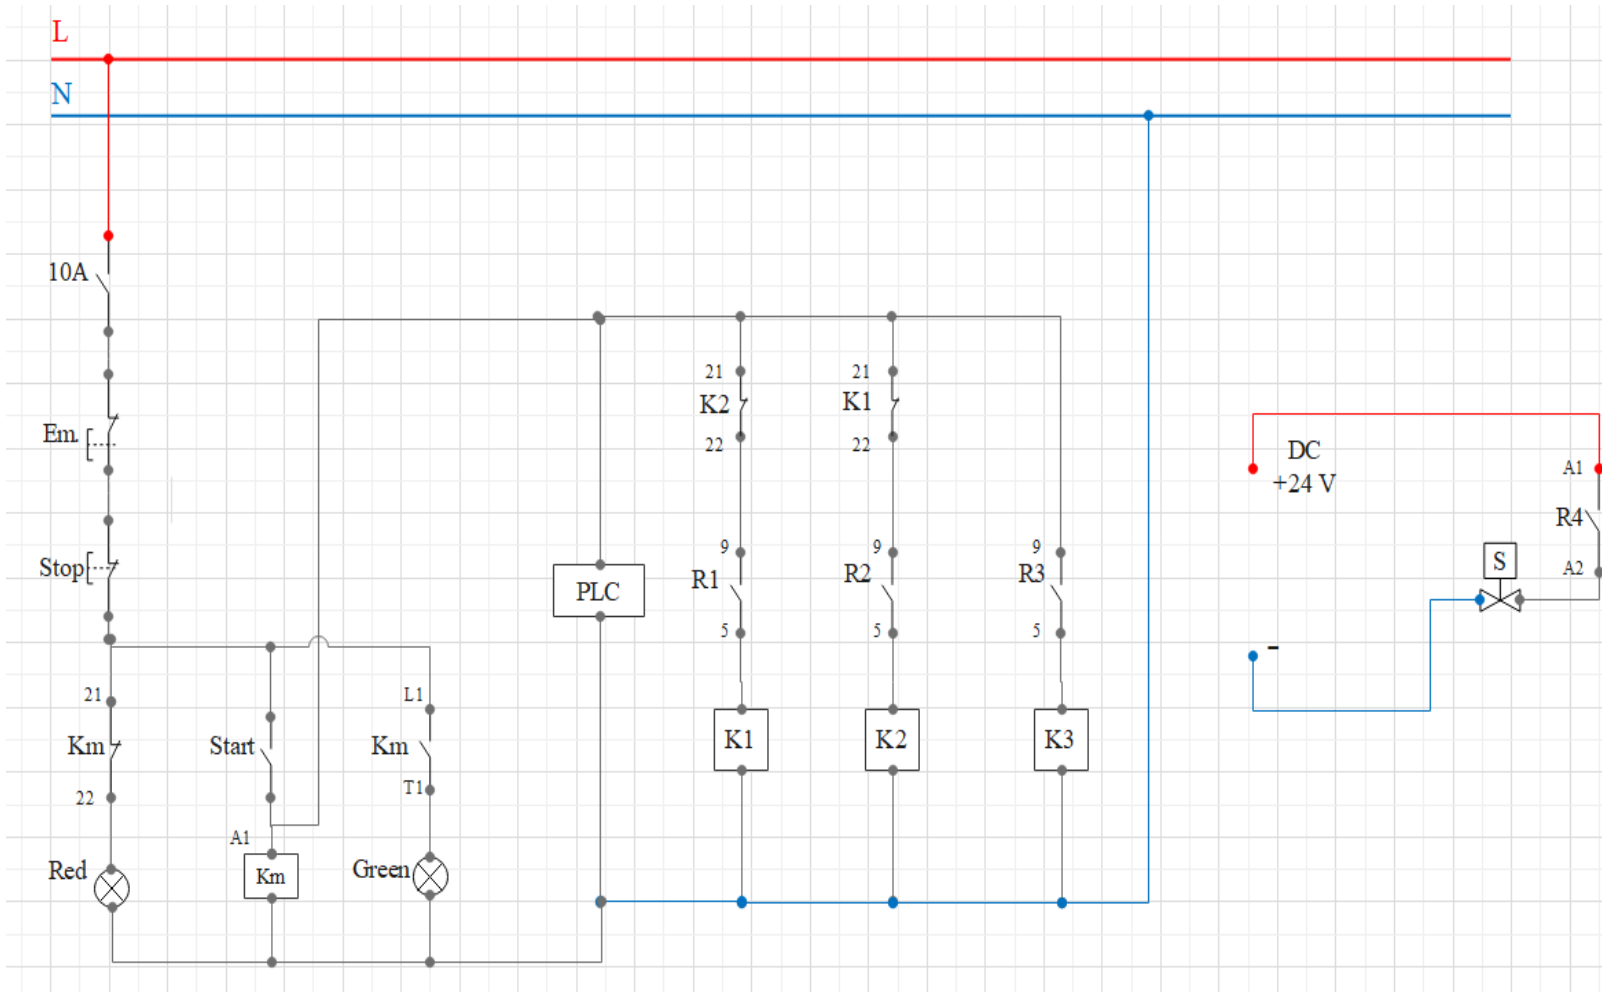 L
N
10A
Em.
Stop
21
K2
22
21
K1
22
DC
+24 V
A1
R4
A2
S
9
R1
5
9
R2
5
9
R3
5
PLC
-
21
Km
22
Start
L1
Km
T1
K1
K2
K3
A1
Km
Red
Green